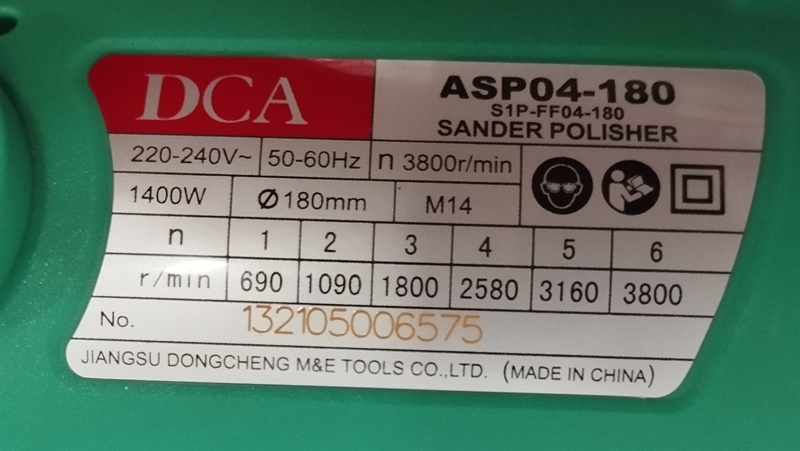 DCA
ASP04-180
S1P-FF04-180
SANDER POLISHER
220-240V~ 50-60Hz n 3800r/min
1400W Ø180mm M14
n 1 2 3 4 5 6
r/min 690 1090 1800 2580 3160 3800
No. 132105006575
JIANGSU DONGCHENG M&E TOOLS CO.,LTD. (MADE IN CHINA)